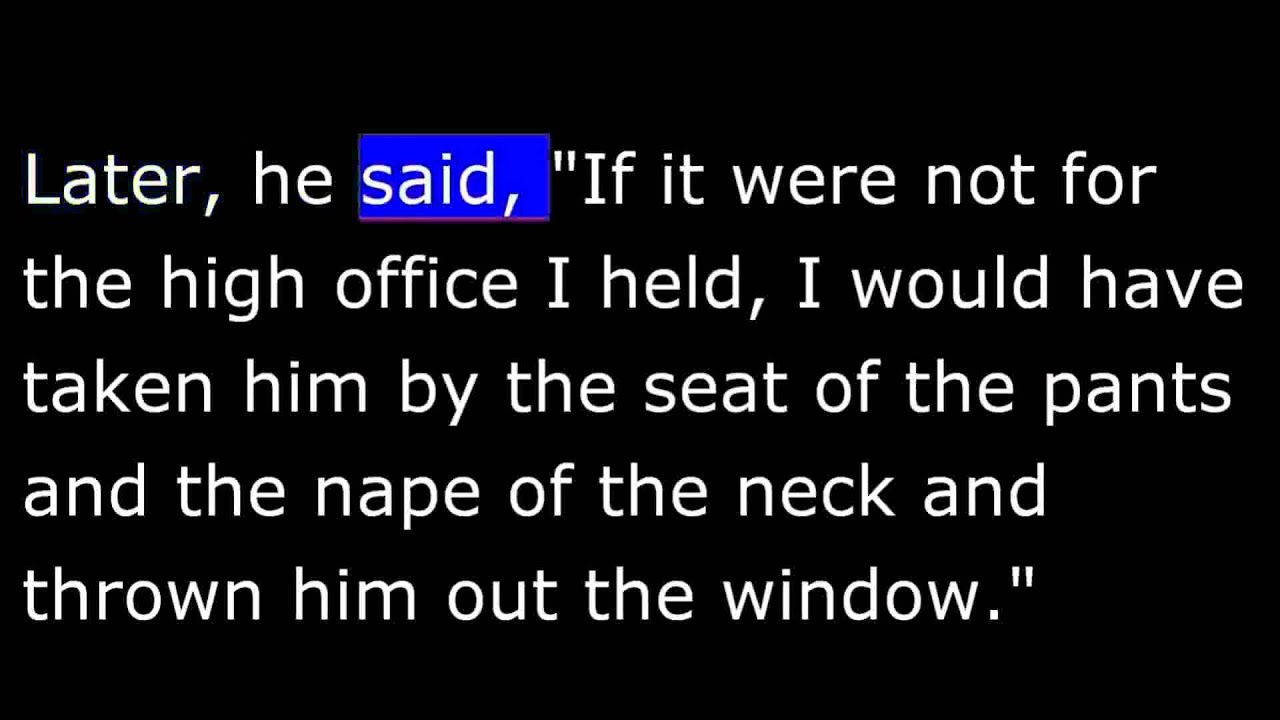 Later, he said, "If it were not for
the high office I held, I would have
taken him by the seat of the pants
and the nape of the neck and
thrown him out the window."